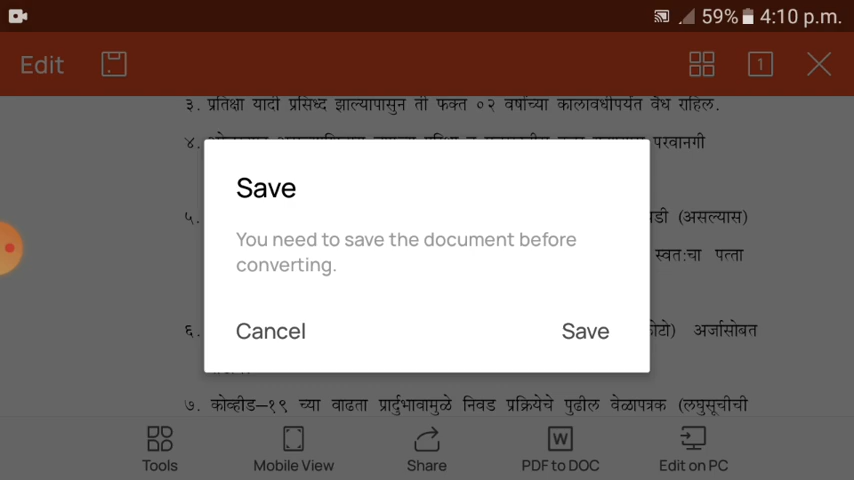 59% 4:10 p.m.
Edit 1
३. प्रतिक्षा यादी प्रसिध्द झाल्यापासुन ती फक्त ०२ वर्षाच्या कालावधीपर्यंत वैध राहिल.
४. परवानगी
Save
५. (असल्यास)
You need to save the document before
स्वतःचा पत्ता
converting.
Cancel Save
६. अर्जासोबत
७. कोव्हीड–१९ च्या वाढता प्रार्दुभावामुळे निवड प्रक्रियेचे पुढील वेळापत्रक (लघुसूचीची
W
Tools Mobile View Share PDF to DOC Edit on PC